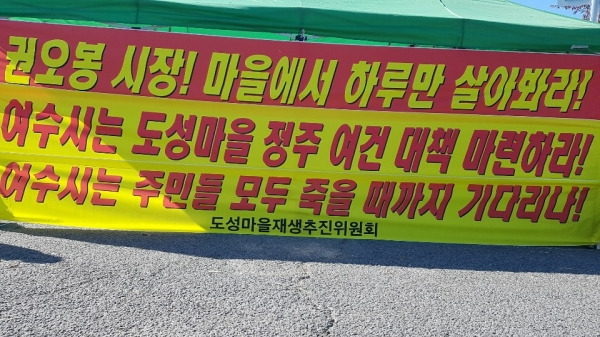 권오봉 시장! 마을에서 하루만 살아봐라!
여수시는 도성마을 정주 여건 대책 마련하라!
여수시는 주민들 모두 죽을 때까지 기다리나!
도성마을재생추진위원회